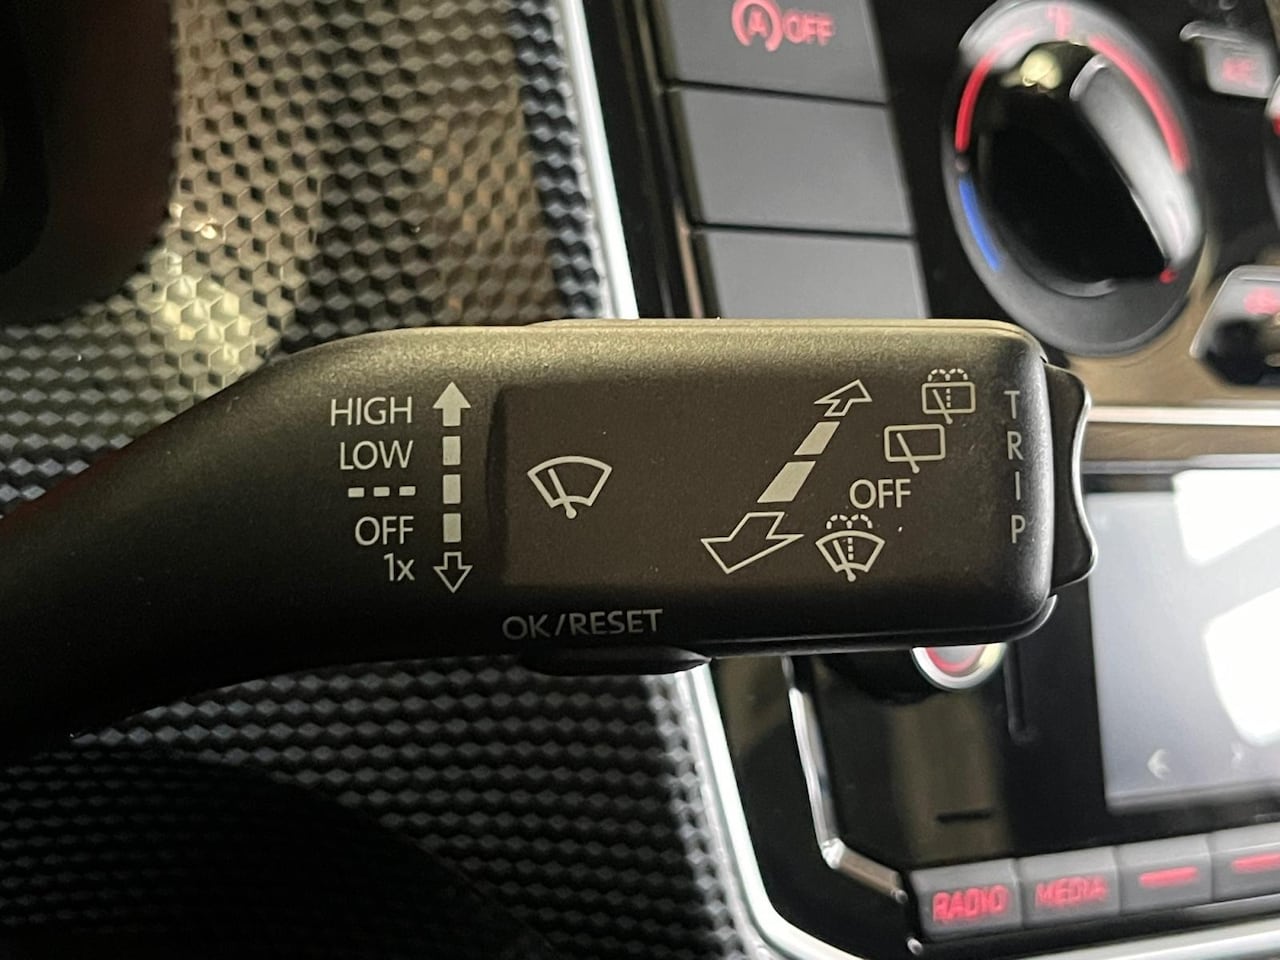 A OFF
HIGH
LOW
---
OFF
1x
OFF
TRIP
OK/RESET
RADIO
MEDIA